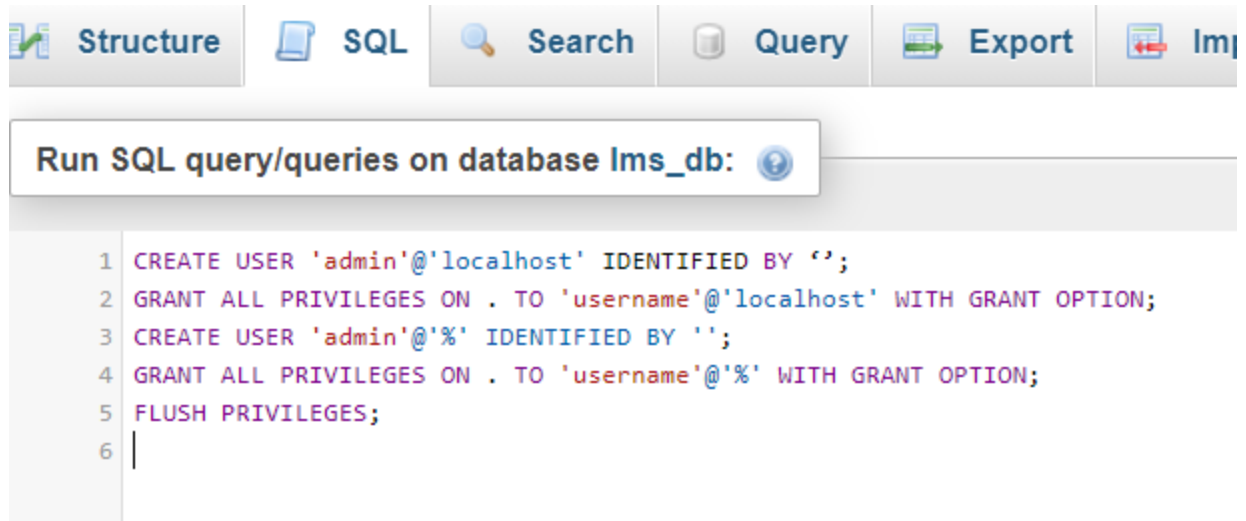 Structure SQL Search Query Export Imp
Run SQL query/queries on database lms_db:
1 CREATE USER 'admin'@'localhost' IDENTIFIED BY ‘’;
2 GRANT ALL PRIVILEGES ON . TO 'username'@'localhost' WITH GRANT OPTION;
3 CREATE USER 'admin'@'%' IDENTIFIED BY '';
4 GRANT ALL PRIVILEGES ON . TO 'username'@'%' WITH GRANT OPTION;
5 FLUSH PRIVILEGES;
6